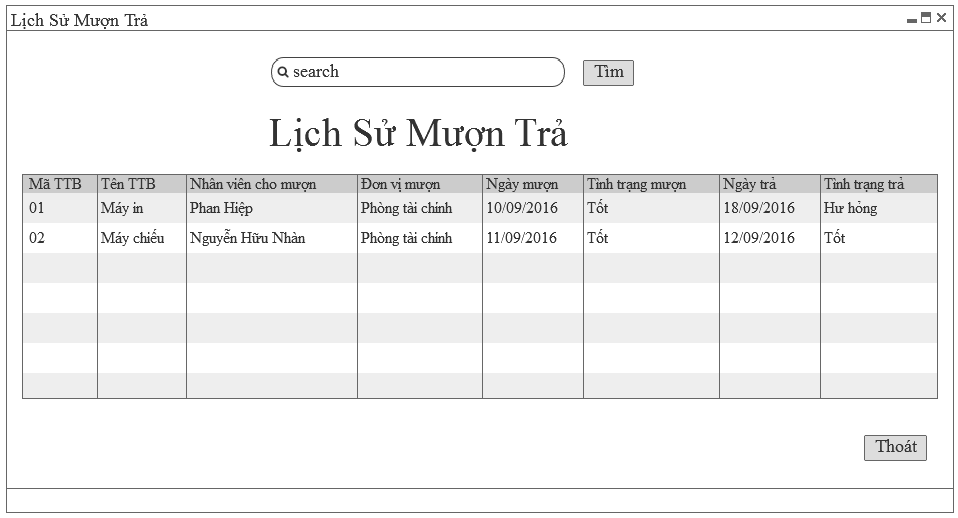 Lịch Sử Mượn Trả
search Tìm
Lịch Sử Mượn Trả
Mã TTB Tên TTB Nhân viên cho mượn Đơn vị mượn Ngày mượn Tình trạng mượn Ngày trả Tình trạng trả
01 Máy in Phan Hiệp Phòng tài chính 10/09/2016 Tốt 18/09/2016 Hư hỏng
02 Máy chiếu Nguyễn Hữu Nhàn Phòng tài chính 11/09/2016 Tốt 12/09/2016 Tốt
Thoát